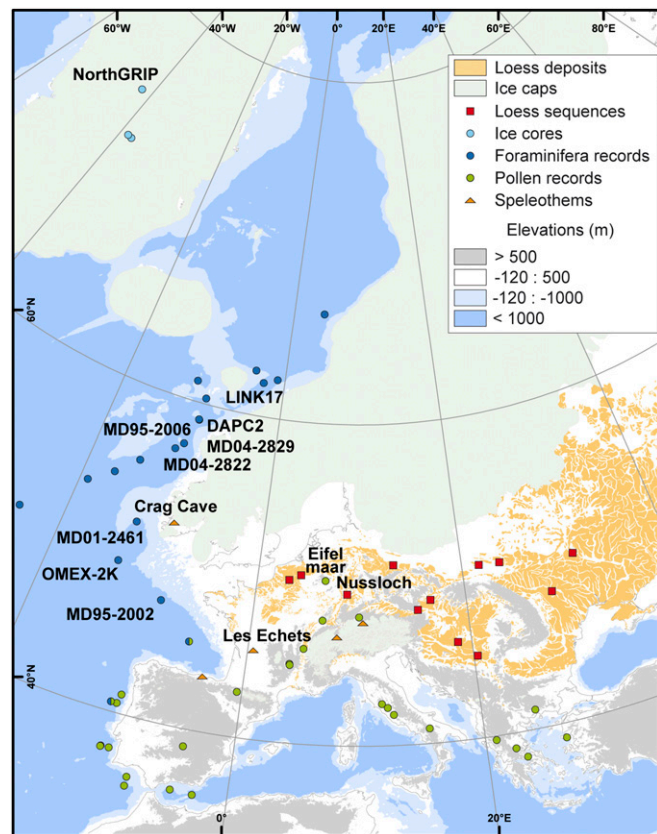 60°W
40°W
20°W
0°
20°E
40°E
60°E
80°E
NorthGRIP
Loess deposits
Ice caps
Loess sequences
Ice cores
Foraminifera records
Pollen records
Speleothems
Elevations (m)
> 500
-120 : 500
-120 : -1000
< 1000
60°N
LINK17
MD95-2006
DAPC2
MD04-2829
MD04-2822
Crag Cave
MD01-2461
Eifel
maar
OMEX-2K
Nussloch
MD95-2002
Les Echets
40°N
0°
20°E